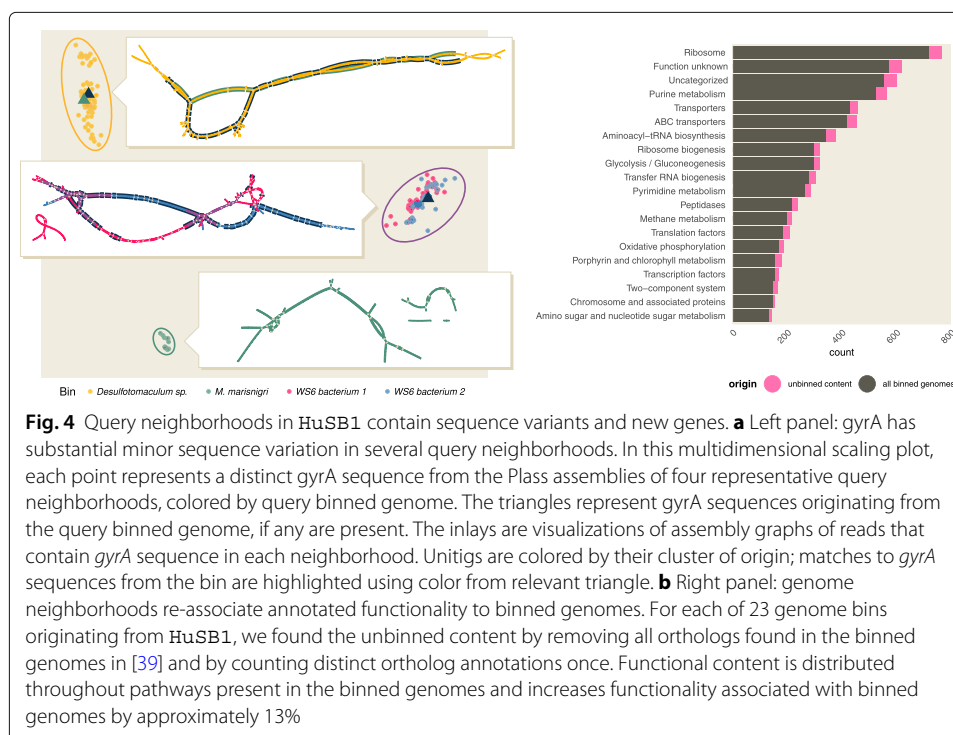 Bin Desulfotomaculum sp. M. marisnigri WS6 bacterium 1 WS6 bacterium 2
Ribosome
Function unknown
Uncategorized
Purine metabolism
Transporters
ABC transporters
Aminoacyl−tRNA biosynthesis
Ribosome biogenesis
Glycolysis / Gluconeogenesis
Transfer RNA biogenesis
Pyrimidine metabolism
Peptidases
Methane metabolism
Translation factors
Oxidative phosphorylation
Porphyrin and chlorophyll metabolism
Transcription factors
Two−component system
Chromosome and associated proteins
Amino sugar and nucleotide sugar metabolism
0 200 400 600 800
count
origin unbinned content all binned genomes
Fig. 4 Query neighborhoods in HuSB1 contain sequence variants and new genes. a Left panel: gyrA has
substantial minor sequence variation in several query neighborhoods. In this multidimensional scaling plot,
each point represents a distinct gyrA sequence from the Plass assemblies of four representative query
neighborhoods, colored by query binned genome. The triangles represent gyrA sequences originating from
the query binned genome, if any are present. The inlays are visualizations of assembly graphs of reads that
contain gyrA sequence in each neighborhood. Unitigs are colored by their cluster of origin; matches to gyrA
sequences from the bin are highlighted using color from relevant triangle. b Right panel: genome
neighborhoods re-associate annotated functionality to binned genomes. For each of 23 genome bins
originating from HuSB1, we found the unbinned content by removing all orthologs found in the binned
genomes in [39] and by counting distinct ortholog annotations once. Functional content is distributed
throughout pathways present in the binned genomes and increases functionality associated with binned
genomes by approximately 13%